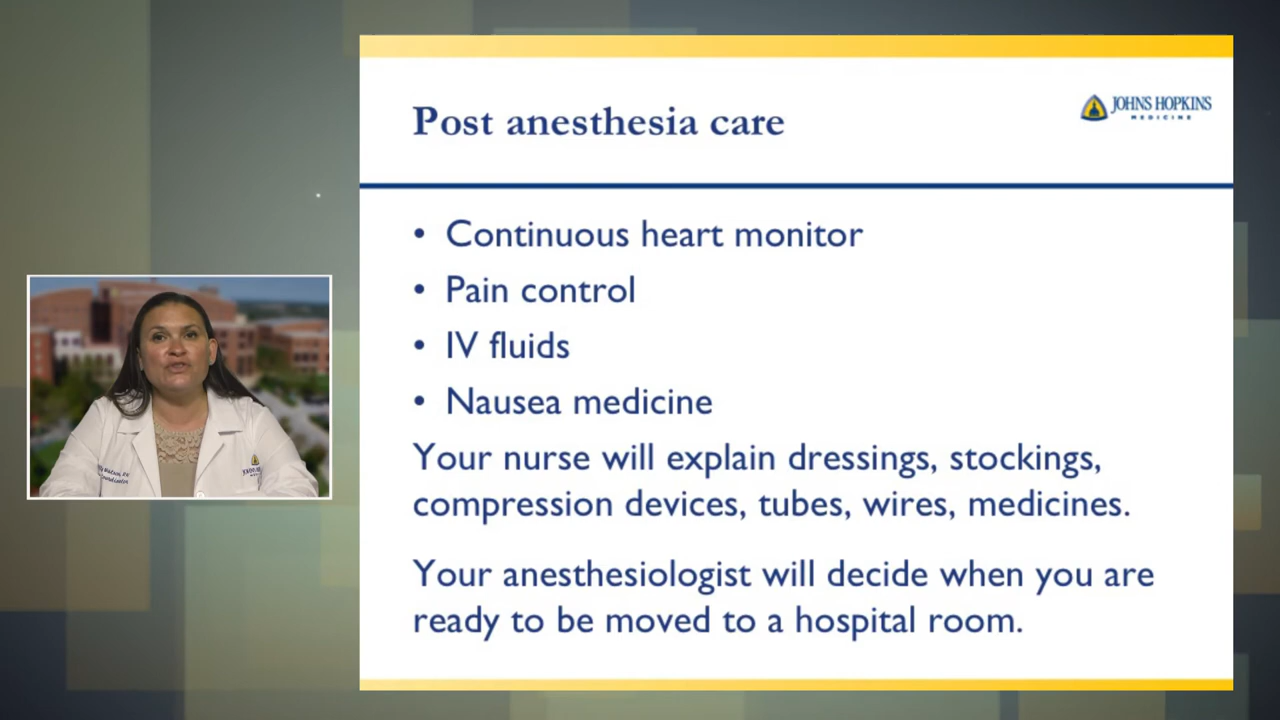 Post anesthesia care
JOHNS HOPKINS
MEDICINE
• Continuous heart monitor
• Pain control
• IV fluids
• Nausea medicine
Your nurse will explain dressings, stockings,
compression devices, tubes, wires, medicines.
Your anesthesiologist will decide when you are
ready to be moved to a hospital room.